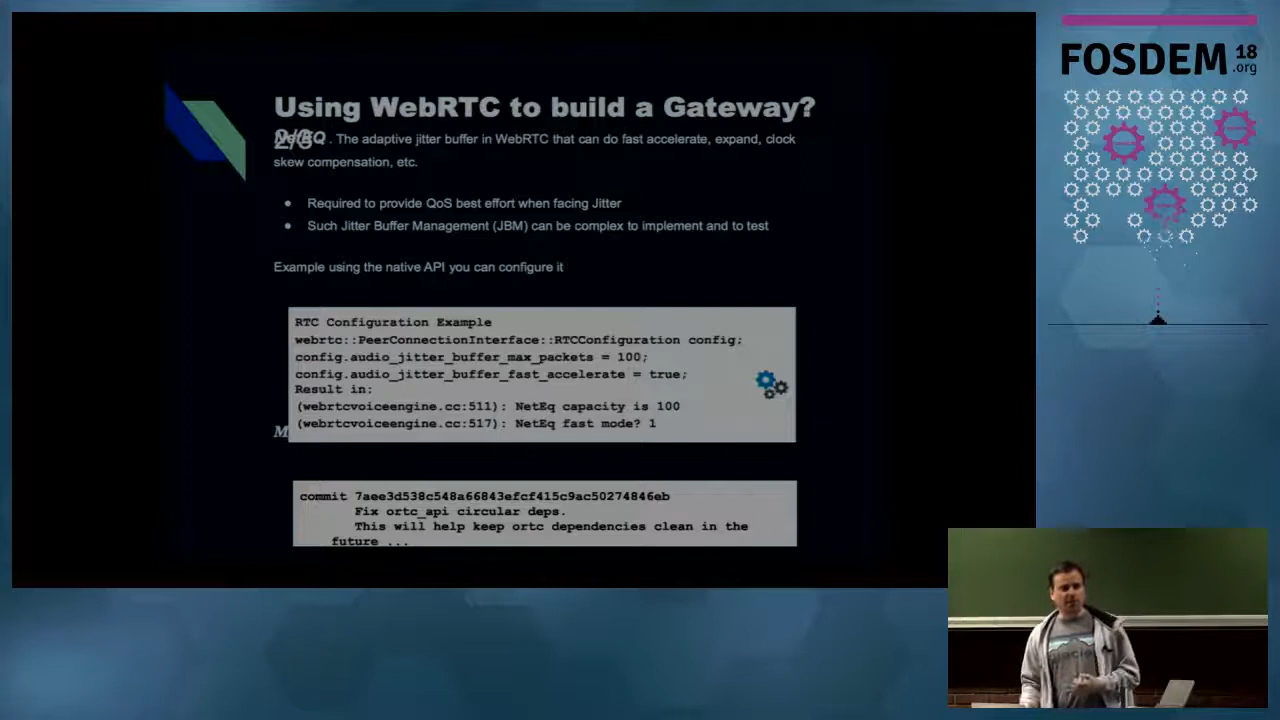 Using WebRTC to build a Gateway?
2/3
NetEQ . The adaptive jitter buffer in WebRTC that can do fast accelerate, expand, clock
skew compensation, etc.
● Required to provide QoS best effort when facing Jitter
● Such Jitter Buffer Management (JBM) can be complex to implement and to test
Example using the native API you can configure it
RTC Configuration Example
webrtc::PeerConnectionInterface::RTCConfiguration config;
config.audio_jitter_buffer_max_packets = 100;
config.audio_jitter_buffer_fast_accelerate = true;
Result in:
(webrtcvoiceengine.cc:511): NetEq capacity is 100
(webrtcvoiceengine.cc:517): NetEq fast mode? 1
M
commit 7aee3d538c548a66843efcf415c9ac50274846eb
Fix ortc_api circular deps.
This will help keep ortc dependencies clean in the
future ...
FOSDEM 18
.org